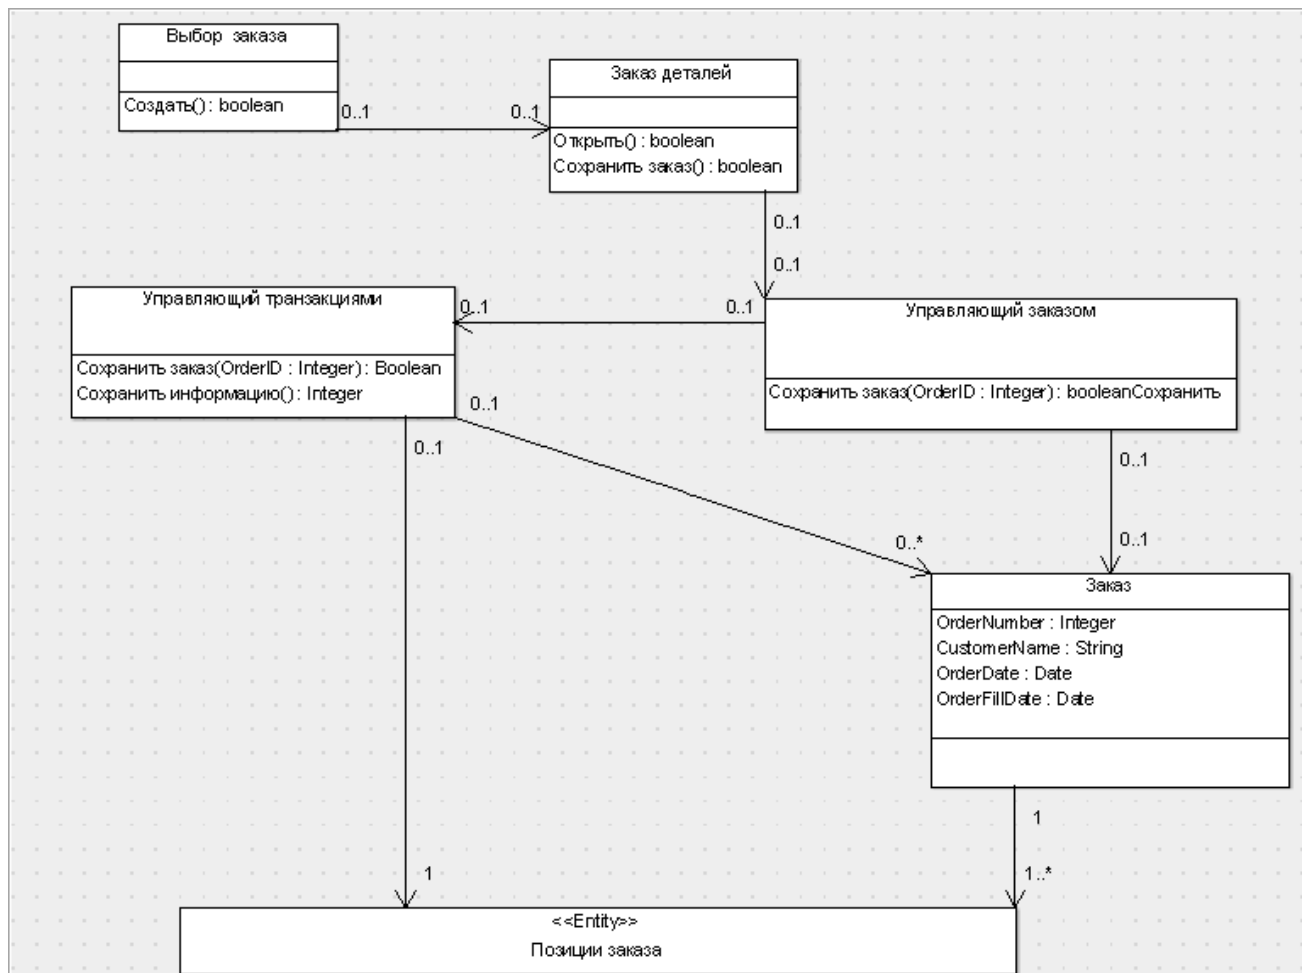 Выбор заказа
Создать() : boolean
0..1
0..1
Заказ деталей
Открыть() : boolean
Сохранить заказ() : boolean
0..1
0..1
Управляющий транзакциями
0..1
0..1
Управляющий заказом
Сохранить заказ(OrderID : Integer) : Boolean
Сохранить информацию() : Integer
Сохранить заказ(OrderID : Integer) : booleanСохранить
0..1
0..1
0..1
0..*
0..1
Заказ
OrderNumber : Integer
CustomerName : String
OrderDate : Date
OrderFillDate : Date
1
1
1..*
<<Entity>>
Позиции заказа